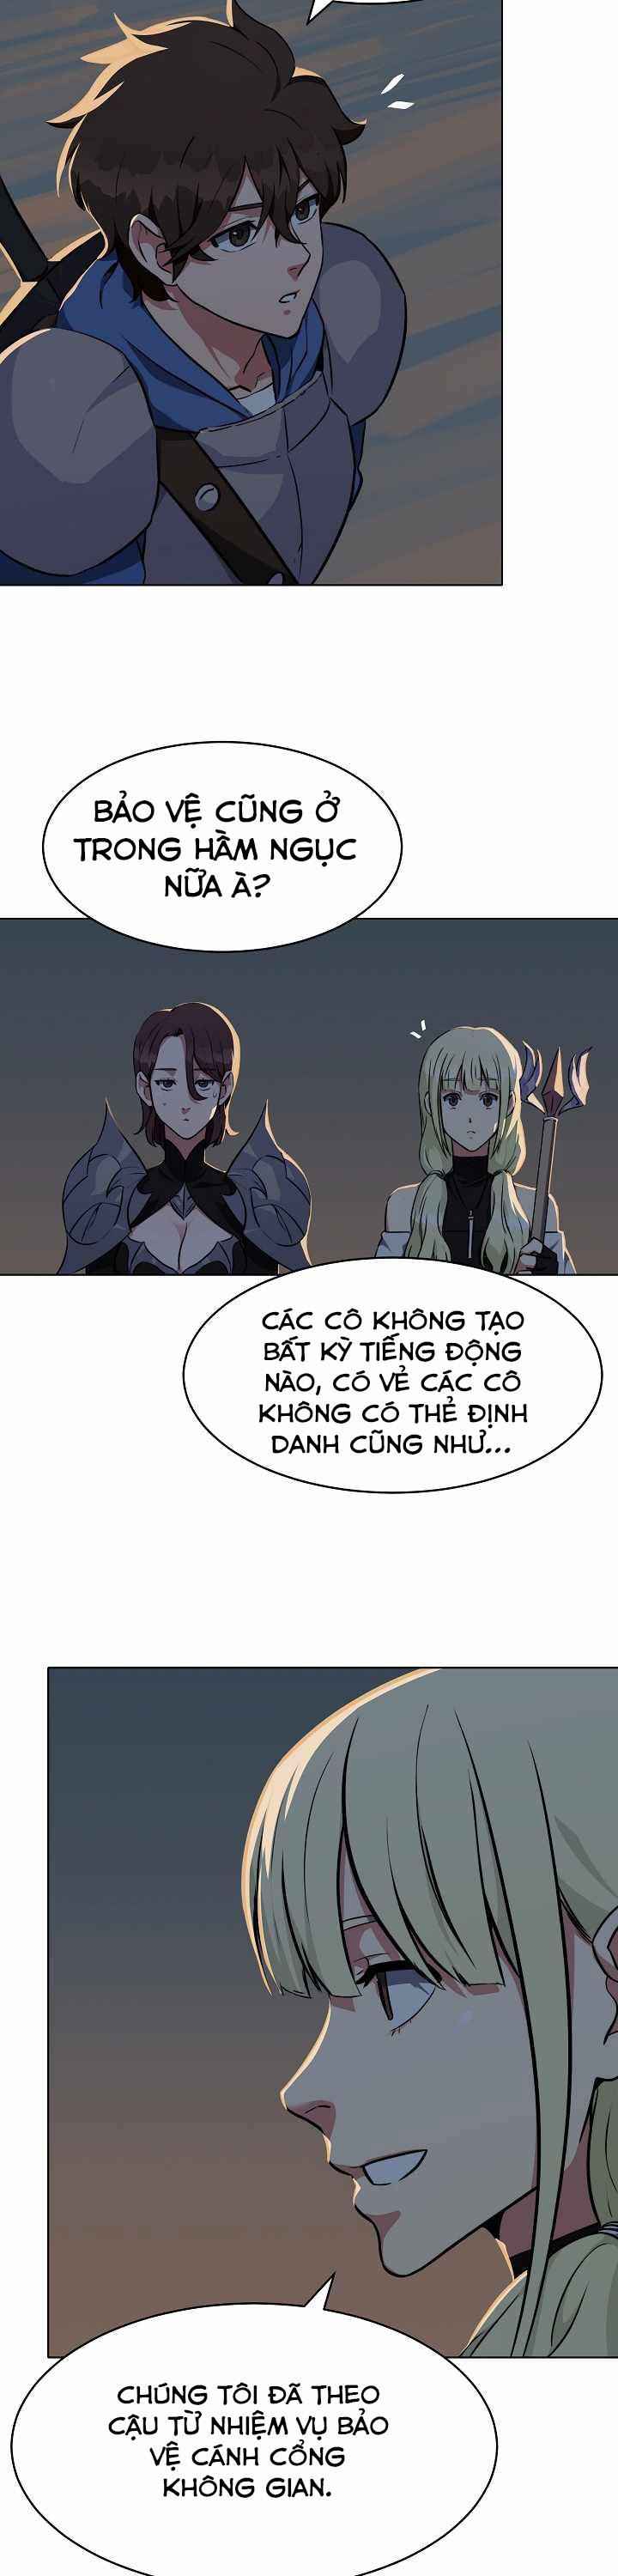 BẢO VỆ CŨNG Ở
TRONG HẦM NGỤC
NỮA À?
CÁC CÔ KHÔNG TẠO
BẤT KỲ TIẾNG ĐỘNG
NÀO, CÓ VẺ CÁC CÔ
KHÔNG CÓ THẺ ĐỊNH
DANH CŨNG NHƯ...
CHÚNG TÔI ĐÃ THEO
CẬU TỪ NHIỆM VỤ BẢO
VỆ CÁNH CỔNG
KHÔNG GIAN.